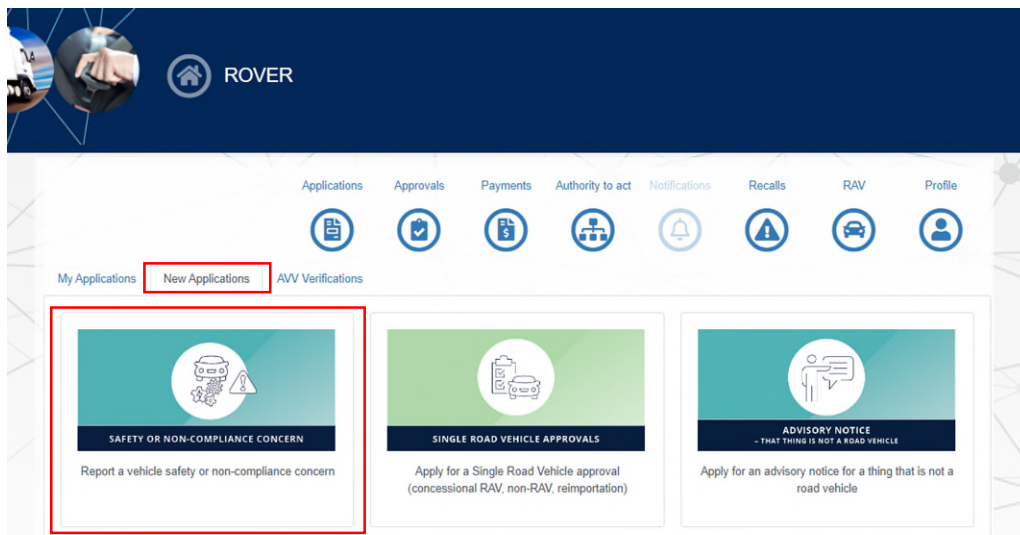 ROVER
Applications
Approvals
Payments
Authority to act
Notifications
Recalls
RAV
Profile
My Applications
New Applications
AVV Verifications
SAFETY OR NON-COMPLIANCE CONCERN
Report a vehicle safety or non-compliance concern
SINGLE ROAD VEHICLE APPROVALS
Apply for a Single Road Vehicle approval
(concessional RAV, non-RAV, reimportation)
ADVISORY NOTICE
– THAT THING IS NOT A ROAD VEHICLE
Apply for an advisory notice for a thing that is not a
road vehicle